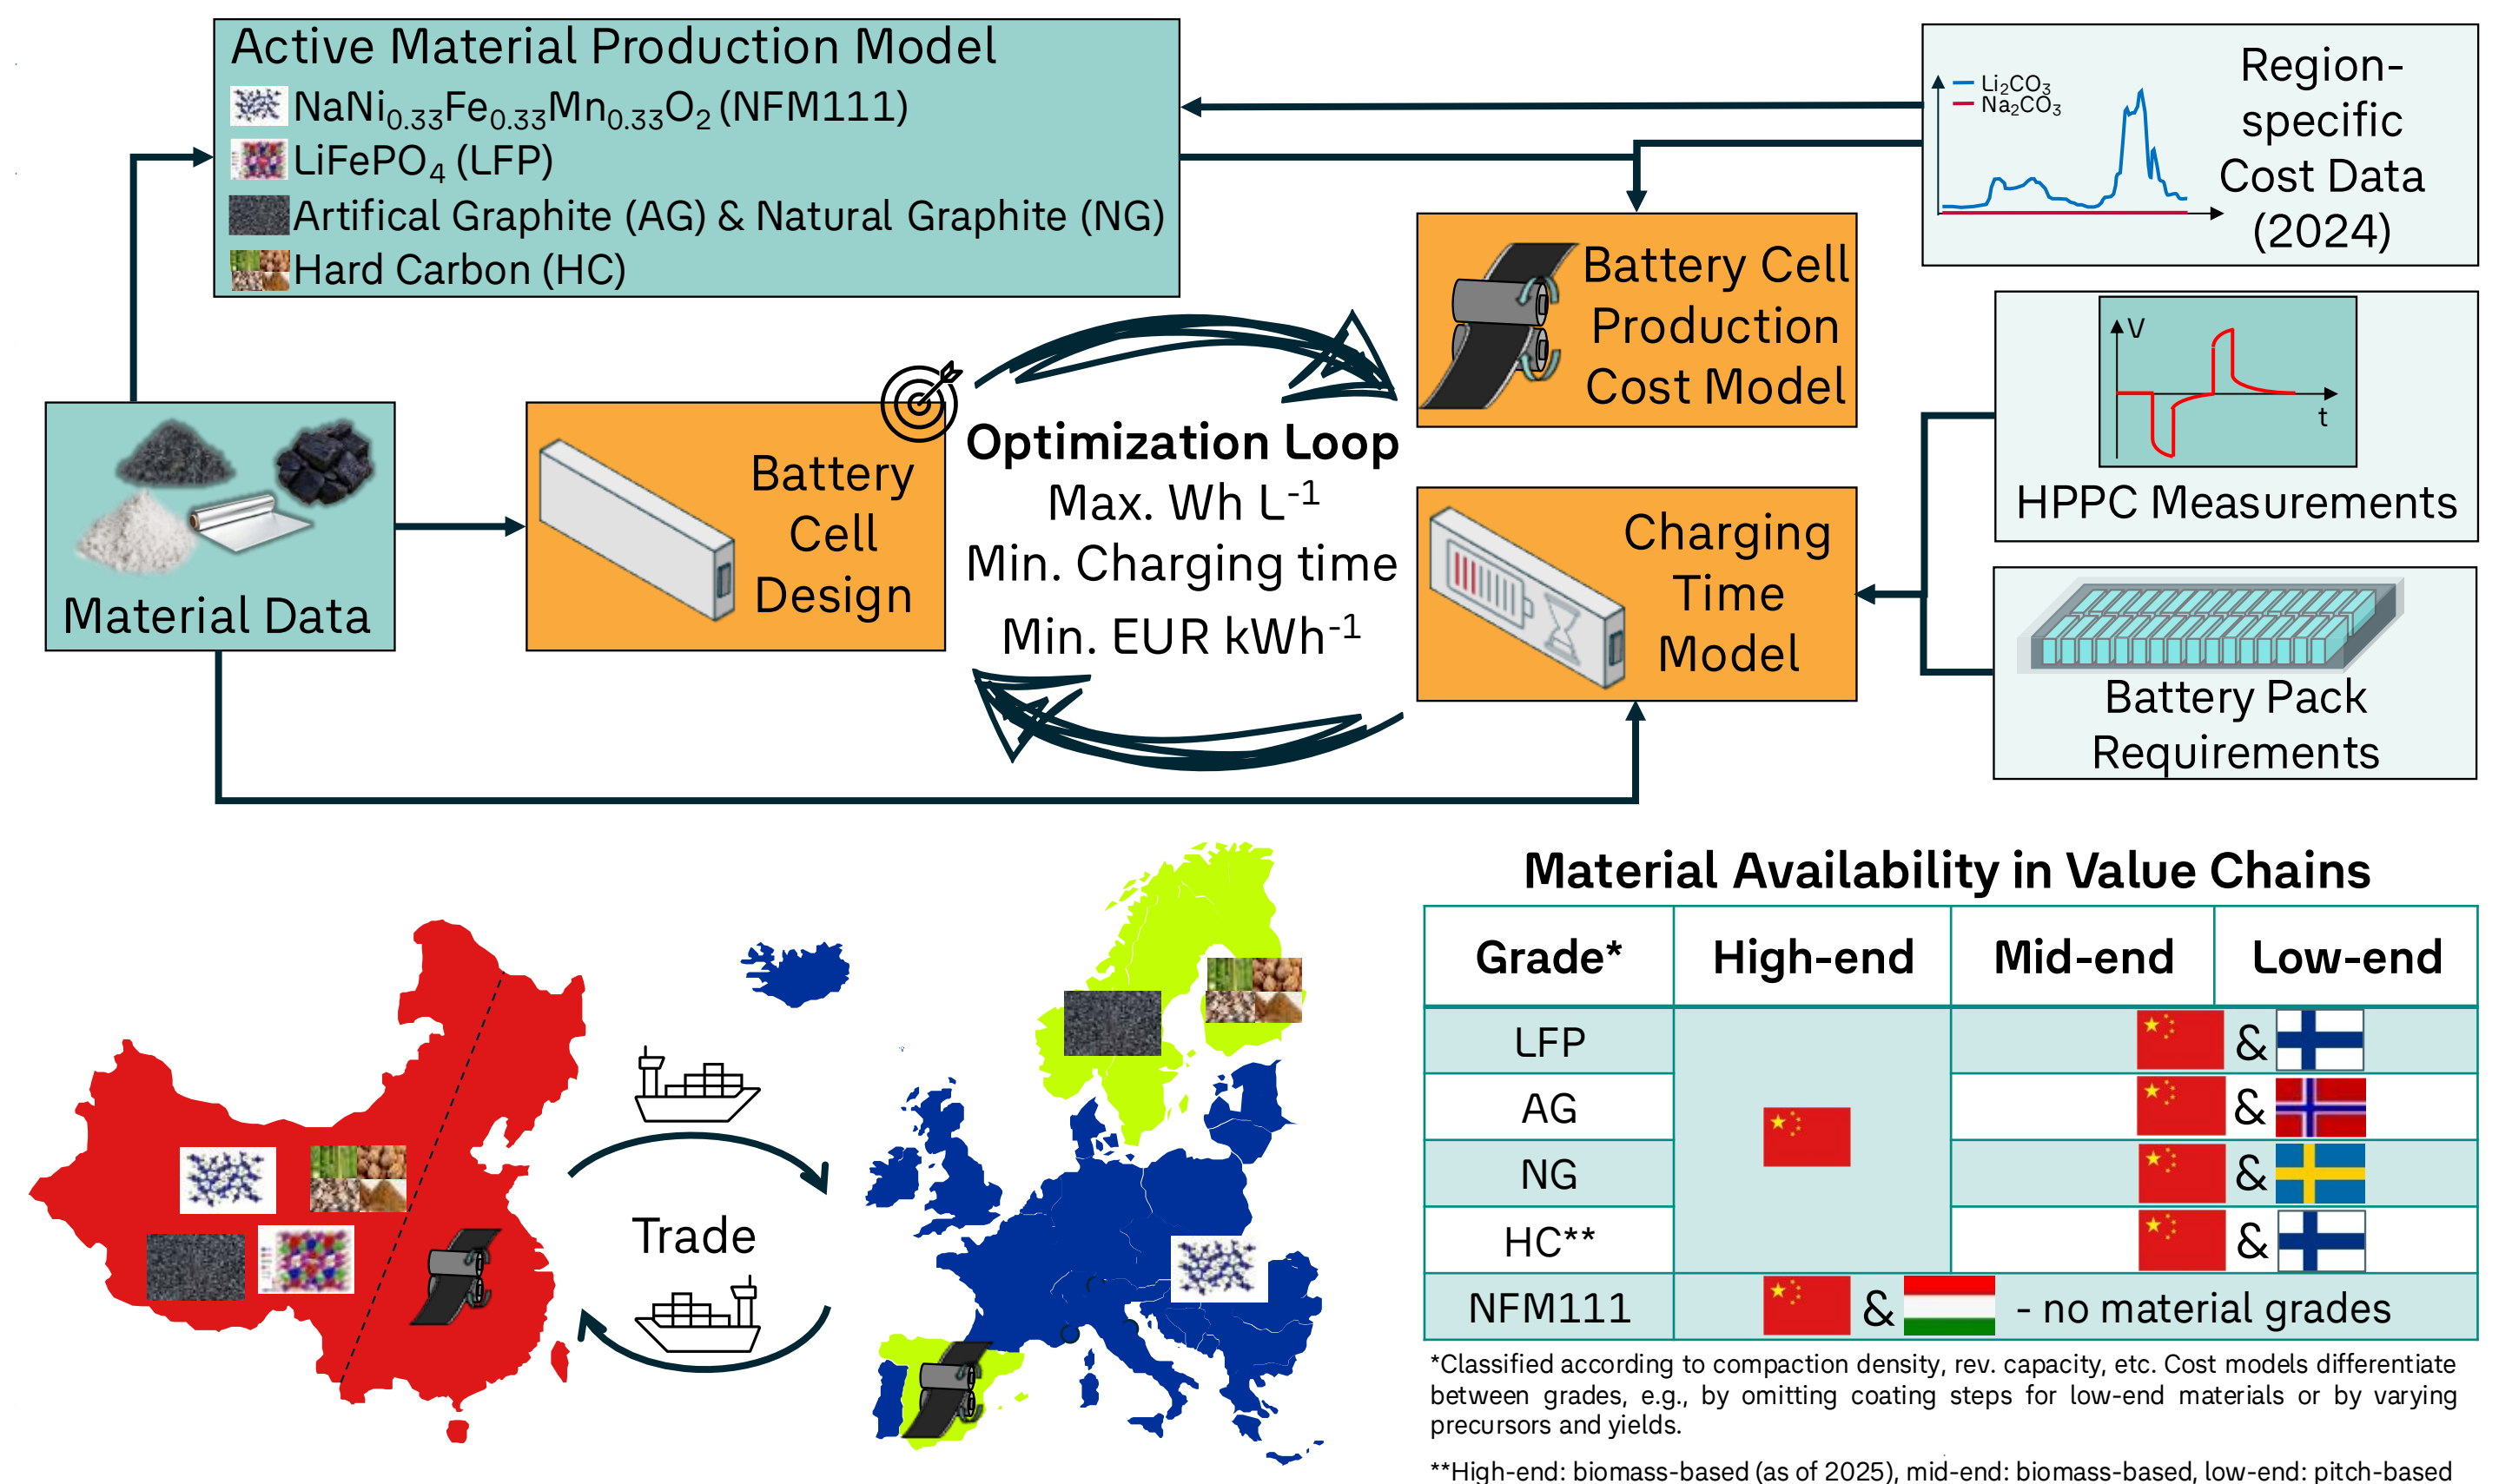 Active Material Production Model
NaNi0.33Fe0.33Mn0.33O2 (NFM111)
LiFePO4 (LFP)
Artifical Graphite (AG) & Natural Graphite (NG)
Hard Carbon (HC)
Li2CO3
Na2CO3
Region-
specific
Cost Data
(2024)
Battery Cell
Production
Cost Model
V
t
HPPC Measurements
Material Data
Battery
Cell
Design
Optimization Loop
Max. Wh L-1
Min. Charging time
Min. EUR kWh-1
Charging
Time
Model
Battery Pack
Requirements
Trade
Material Availability in Value Chains
Grade* High-end Mid-end Low-end
LFP &
AG &
NG &
HC** &
NFM111 & - no material grades
*Classified according to compaction density, rev. capacity, etc. Cost models differentiate
between grades, e.g., by omitting coating steps for low-end materials or by varying
precursors and yields.
**High-end: biomass-based (as of 2025), mid-end: biomass-based, low-end: pitch-based